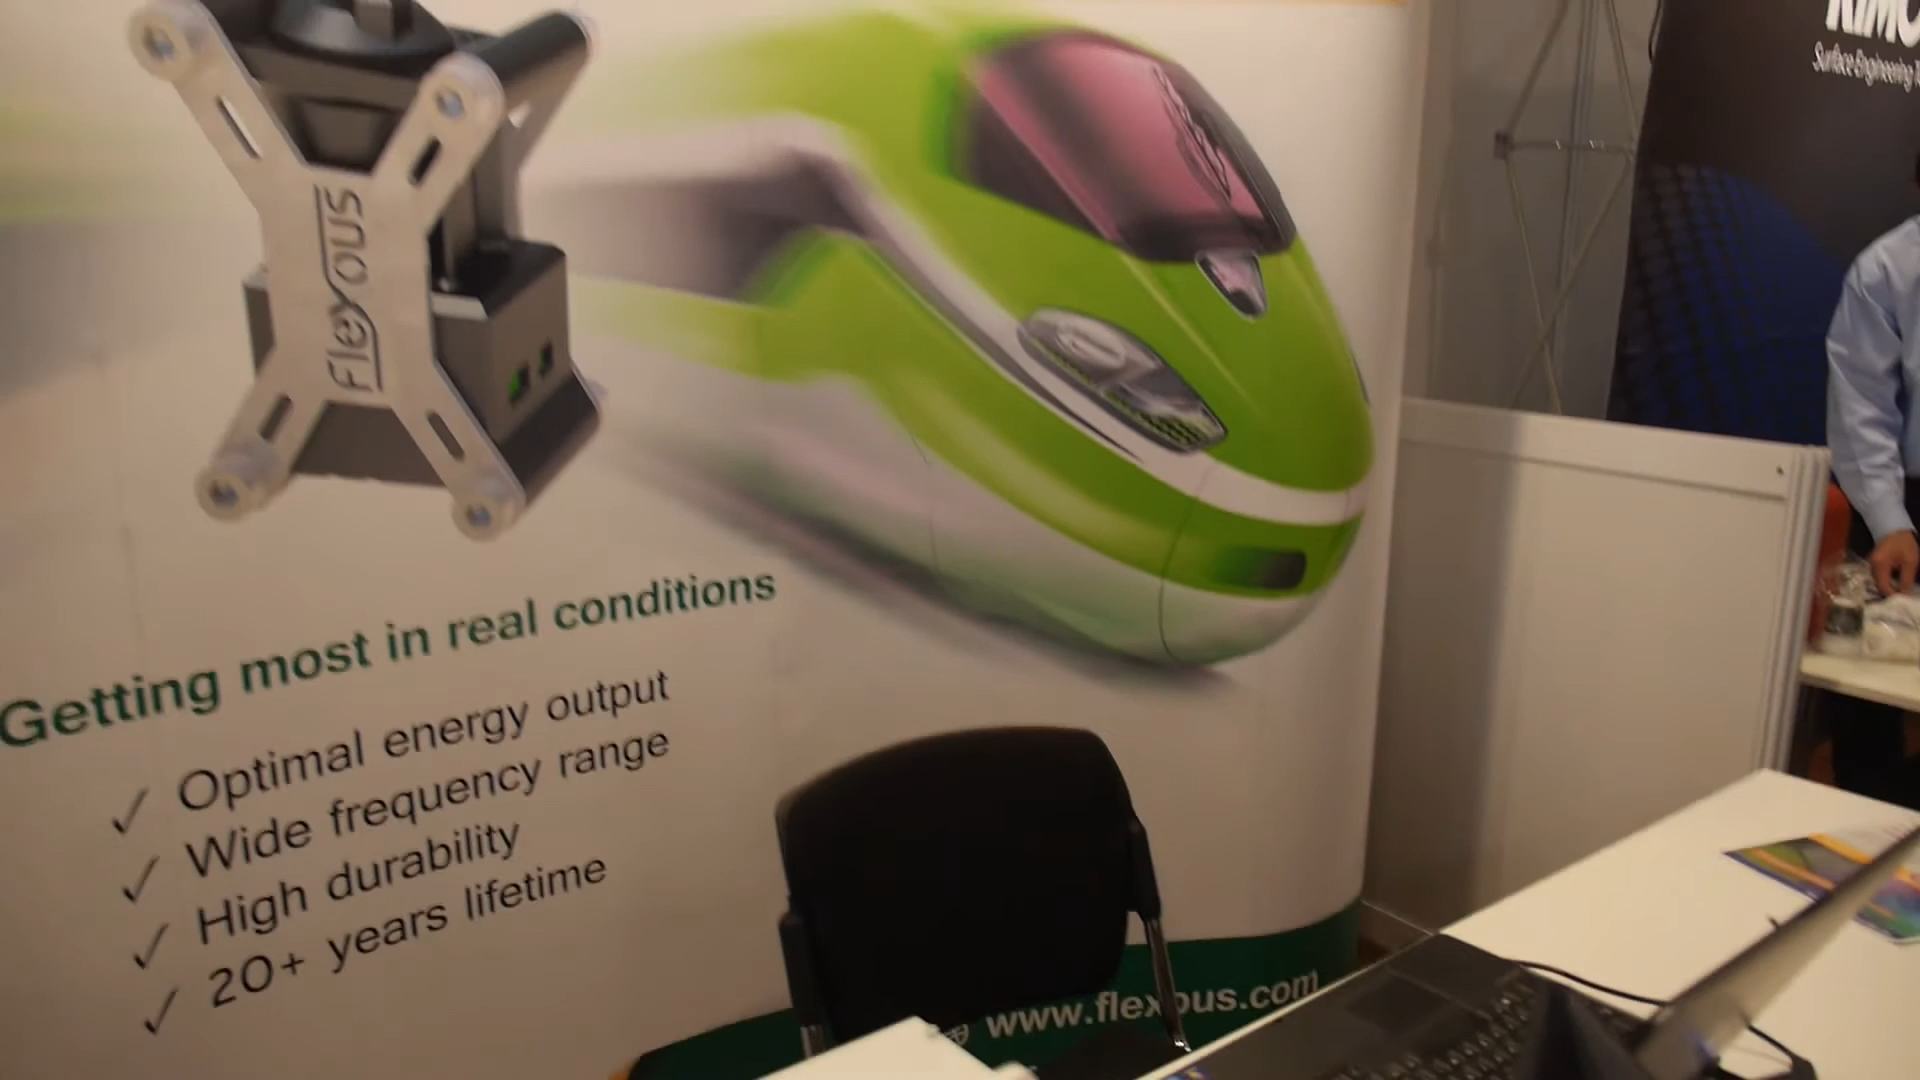 Surface Engineering
flexous
Getting most in real conditions
✓ Optimal energy output
✓ Wide frequency range
✓ High durability
✓ 20+ years lifetime
www.flexous.com